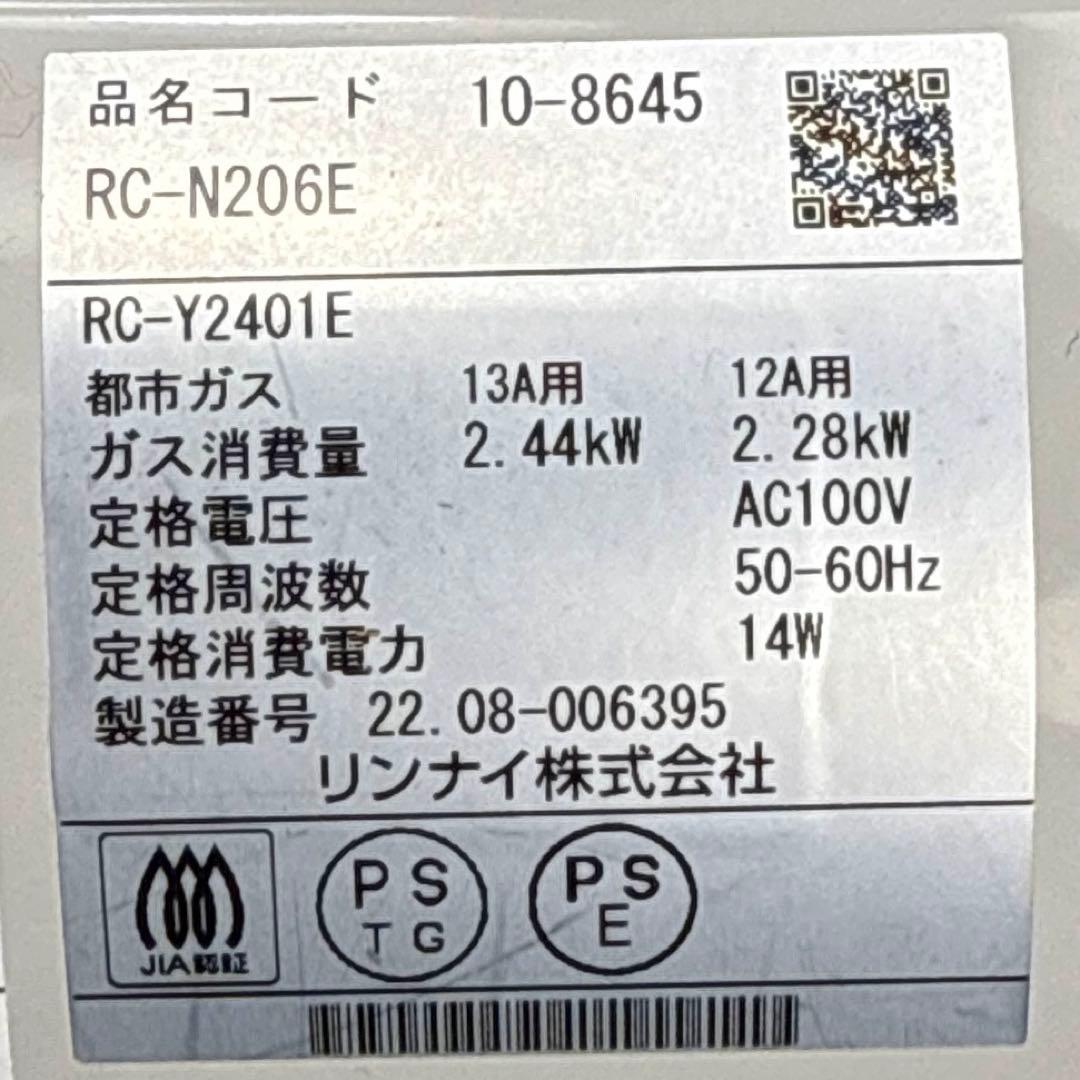 品名コード 10-8645
RC-N206E
RC-Y2401E
都市ガス 13A用 12A用
ガス消費量 2.44kW 2.28kW
定格電圧 AC100V
定格周波数 50-60Hz
定格消費電力 14W
製造番号 22.08-006395
リンナイ株式会社
JIA認証
PS
TG
PS
E